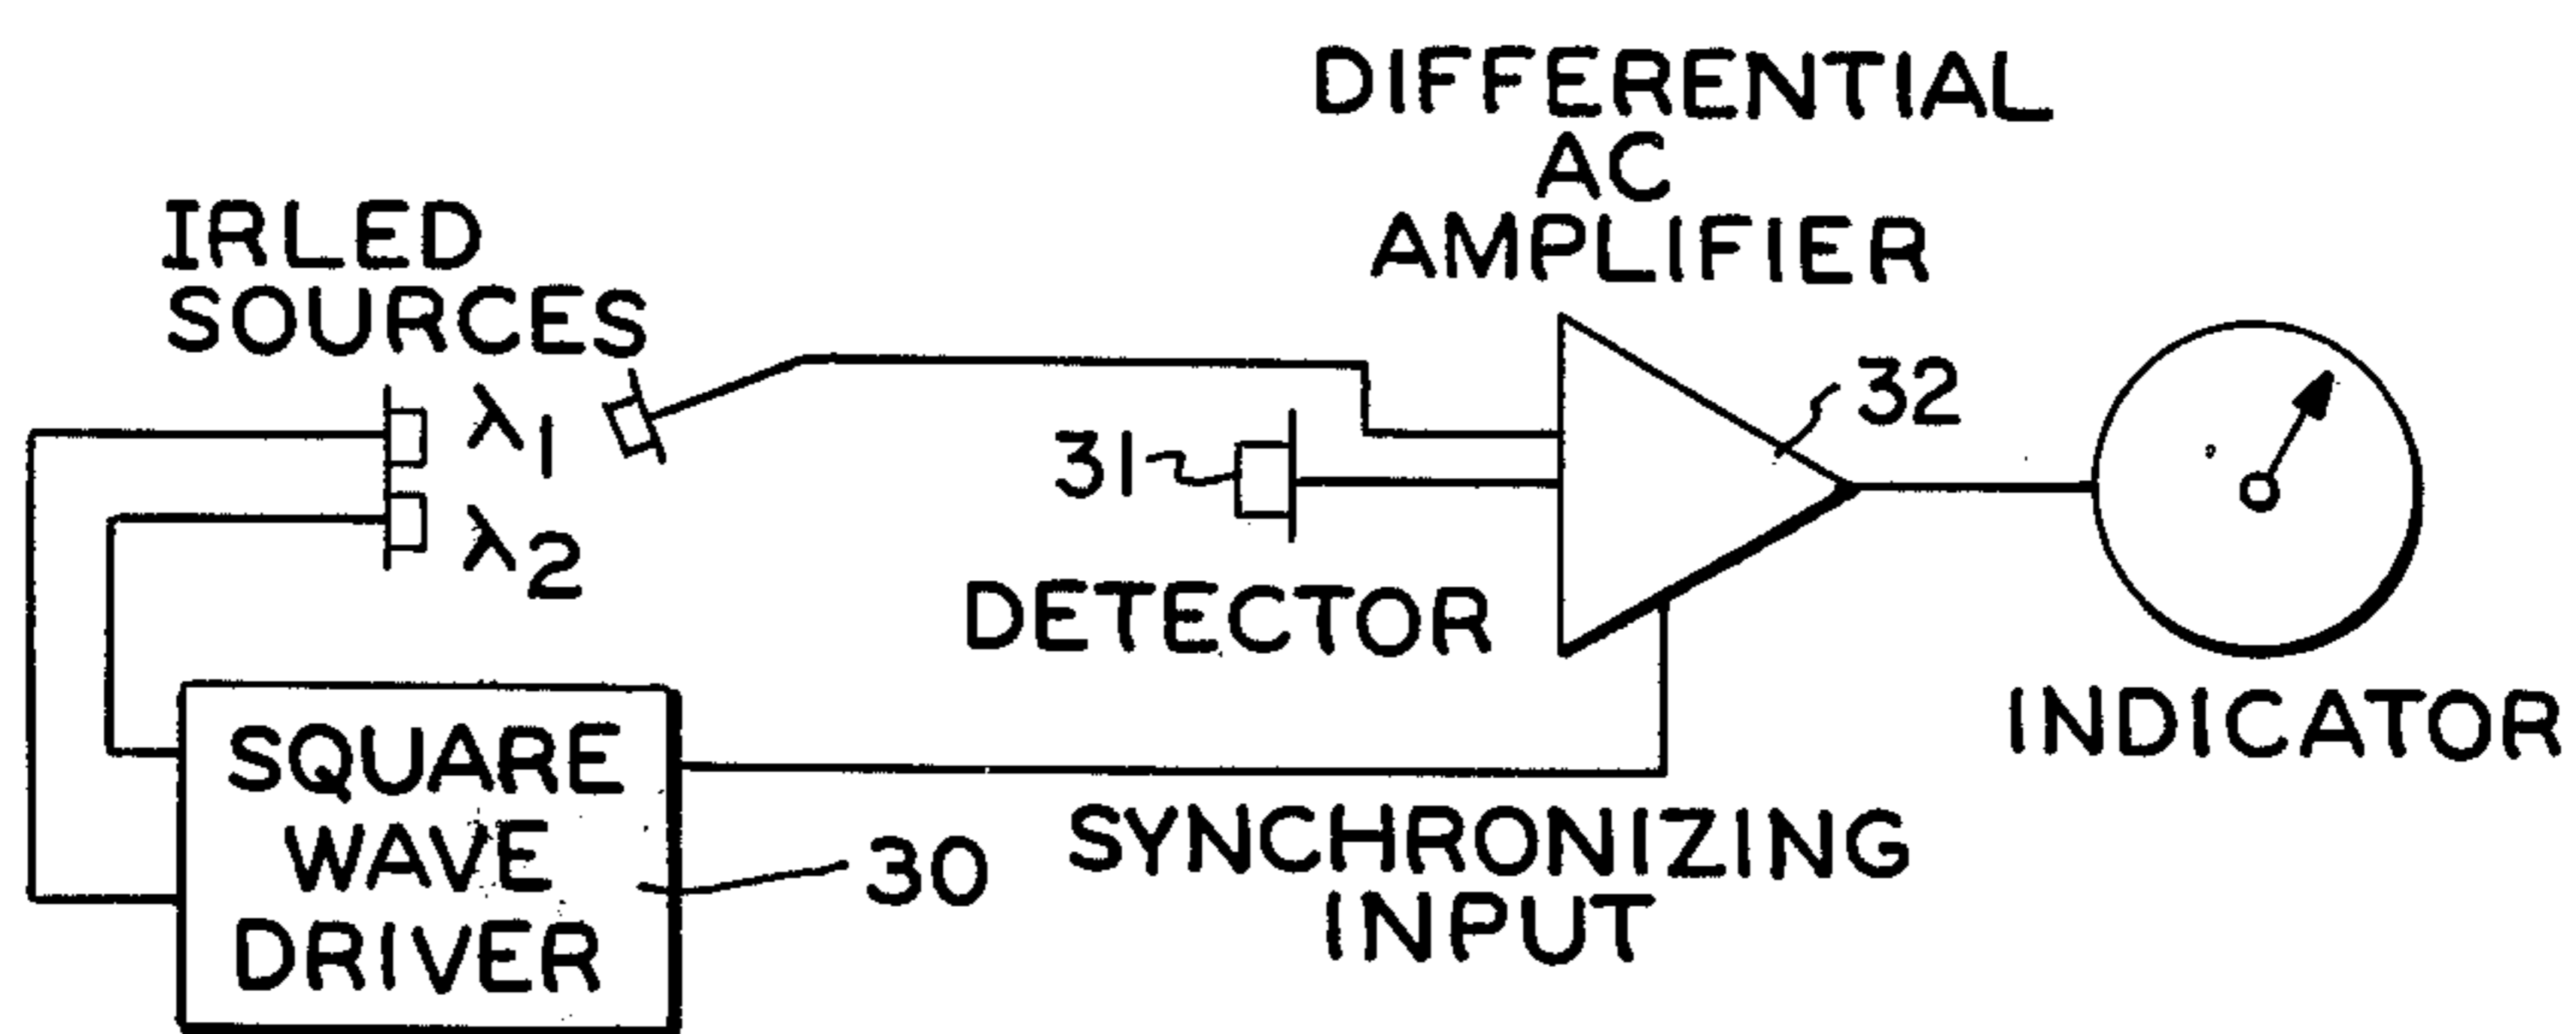 DIFFERENTIAL
AC
AMPLIFIER
IRLED
SOURCES
λ1
λ2
31
32
DETECTOR
INDICATOR
SQUARE
WAVE
DRIVER
30
SYNCHRONIZING
INPUT